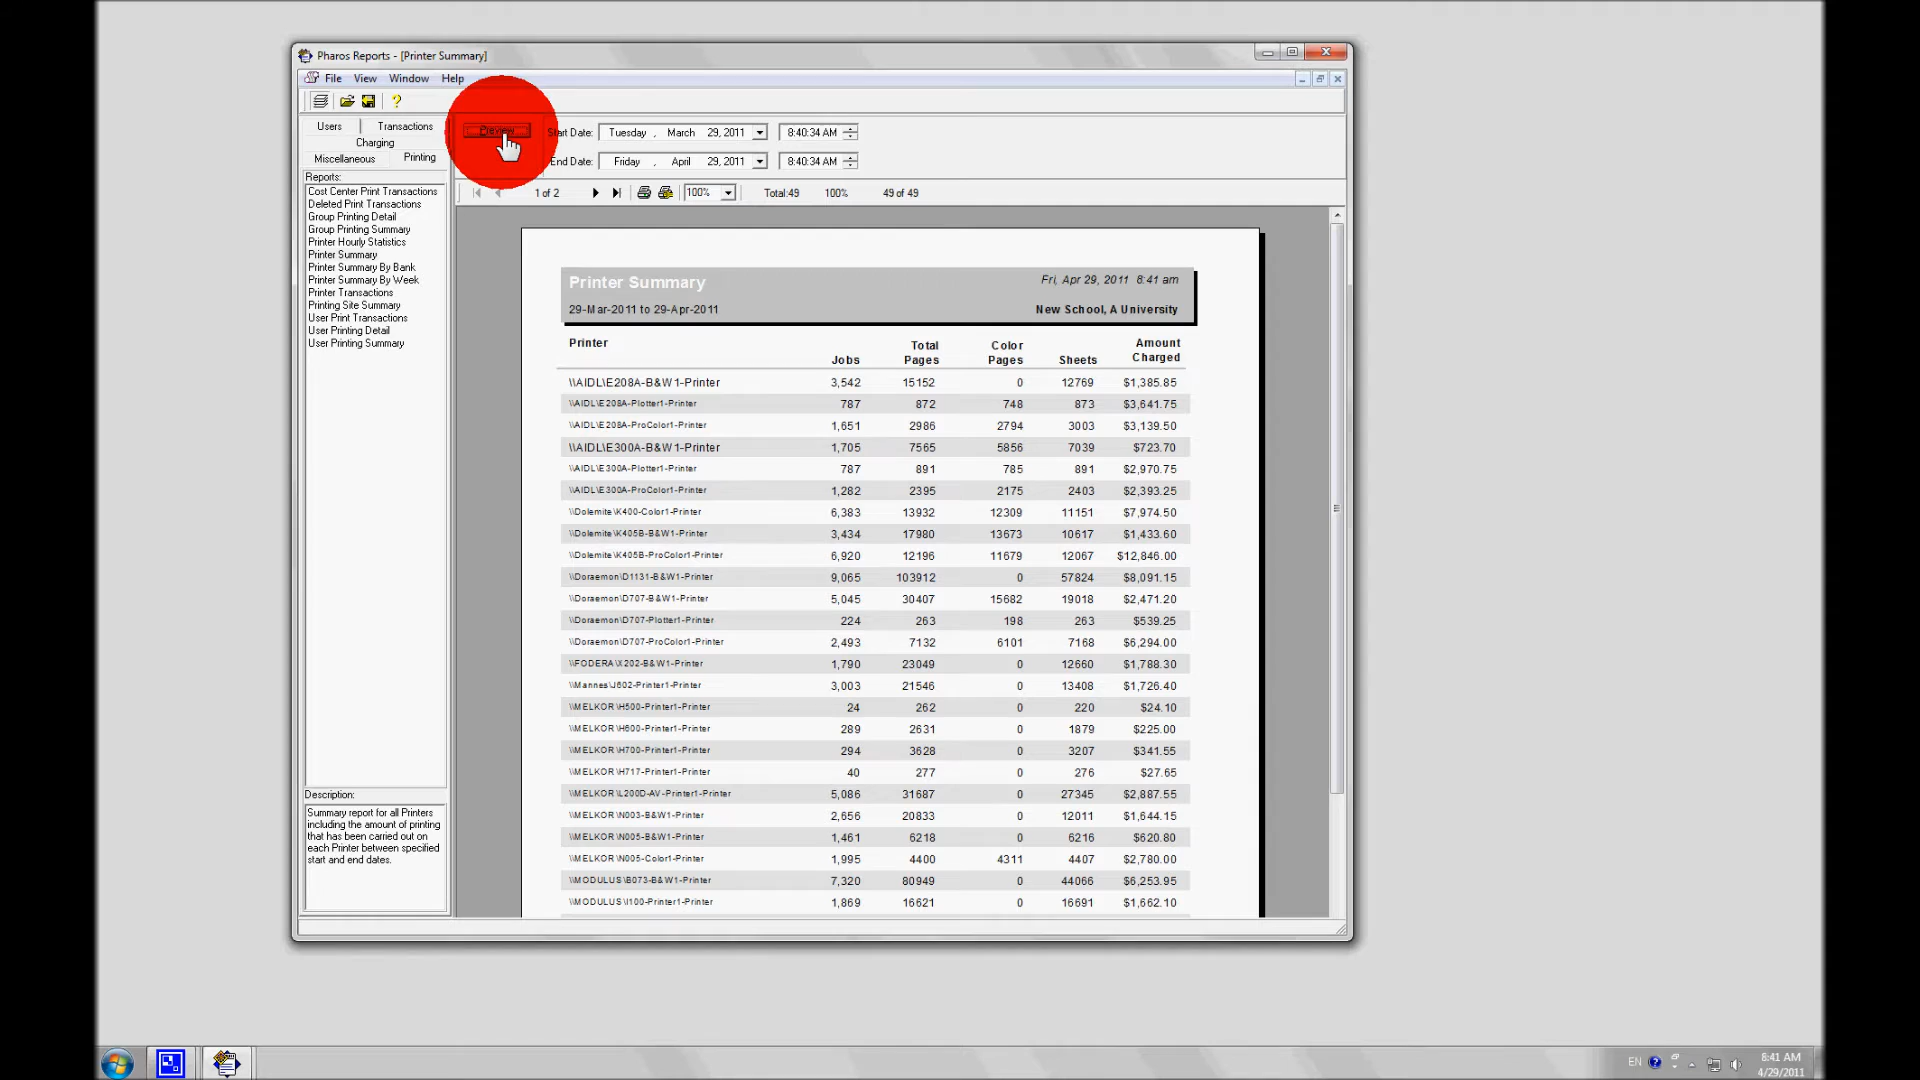 Pharos Reports - [Printer Summary]
File View Window Help
Users Transactions
Charging
Miscellaneous Printing
Preview
Start Date: Tuesday , March 29, 2011 8:40:34 AM
End Date: Friday , April 29, 2011 8:40:34 AM
1 of 2 100% Total:49 100% 49 of 49
Reports:
Cost Center Print Transactions
Deleted Print Transactions
Group Printing Detail
Group Printing Summary
Printer Hourly Statistics
Printer Summary
Printer Summary By Bank
Printer Summary By Week
Printer Transactions
Printing Site Summary
User Print Transactions
User Printing Detail
User Printing Summary
Description:
Summary report for all Printers
including the amount of printing
that has been carried out on
each Printer between specified
start and end dates.
Printer Summary Fri, Apr 29, 2011 8:41 am
29-Mar-2011 to 29-Apr-2011 New School, A University
Printer Jobs Total Pages Color Pages Sheets Amount Charged
\\AIDL\E208A-B&W1-Printer 3,542 15152 0 12769 $1,385.85
\\AIDL\E208A-Plotter1-Printer 787 872 748 873 $3,641.75
\\AIDL\E208A-ProColor1-Printer 1,651 2986 2794 3003 $3,139.50
\\AIDL\E300A-B&W1-Printer 1,705 7565 5856 7039 $723.70
\\AIDL\E300A-Plotter1-Printer 787 891 785 891 $2,970.75
\\AIDL\E300A-ProColor1-Printer 1,282 2395 2175 2403 $2,393.25
\\Dolemite\K400-Color1-Printer 6,383 13932 12309 11151 $7,974.50
\\Dolemite\K405B-B&W1-Printer 3,434 17980 13673 10617 $1,433.60
\\Dolemite\K405B-ProColor1-Printer 6,920 12196 11679 12067 $12,846.00
\\Doraemon\D1131-B&W1-Printer 9,065 103912 0 57824 $8,091.15
\\Doraemon\D707-B&W1-Printer 5,045 30407 15682 19018 $2,471.20
\\Doraemon\D707-Plotter1-Printer 224 263 198 263 $539.25
\\Doraemon\D707-ProColor1-Printer 2,493 7132 6101 7168 $6,294.00
\\FODERA\X202-B&W1-Printer 1,790 23049 0 12660 $1,788.30
\\Mannes\J602-Printer1-Printer 3,003 21546 0 13408 $1,726.40
\\MELKOR\H500-Printer1-Printer 24 262 0 220 $24.10
\\MELKOR\H600-Printer1-Printer 289 2631 0 1879 $225.00
\\MELKOR\H700-Printer1-Printer 294 3628 0 3207 $341.55
\\MELKOR\H717-Printer1-Printer 40 277 0 276 $27.65
\\MELKOR\L200D-AV-Printer1-Printer 5,086 31687 0 27345 $2,887.55
\\MELKOR\N003-B&W1-Printer 2,656 20833 0 12011 $1,644.15
\\MELKOR\N005-B&W1-Printer 1,461 6218 0 6216 $620.80
\\MELKOR\N005-Color1-Printer 1,995 4400 4311 4407 $2,780.00
\\MODULUS\B073-B&W1-Printer 7,320 80949 0 44066 $6,253.95
\\MODULUS\I100-Printer1-Printer 1,869 16621 0 16691 $1,662.10
EN 8:41 AM
4/29/2011